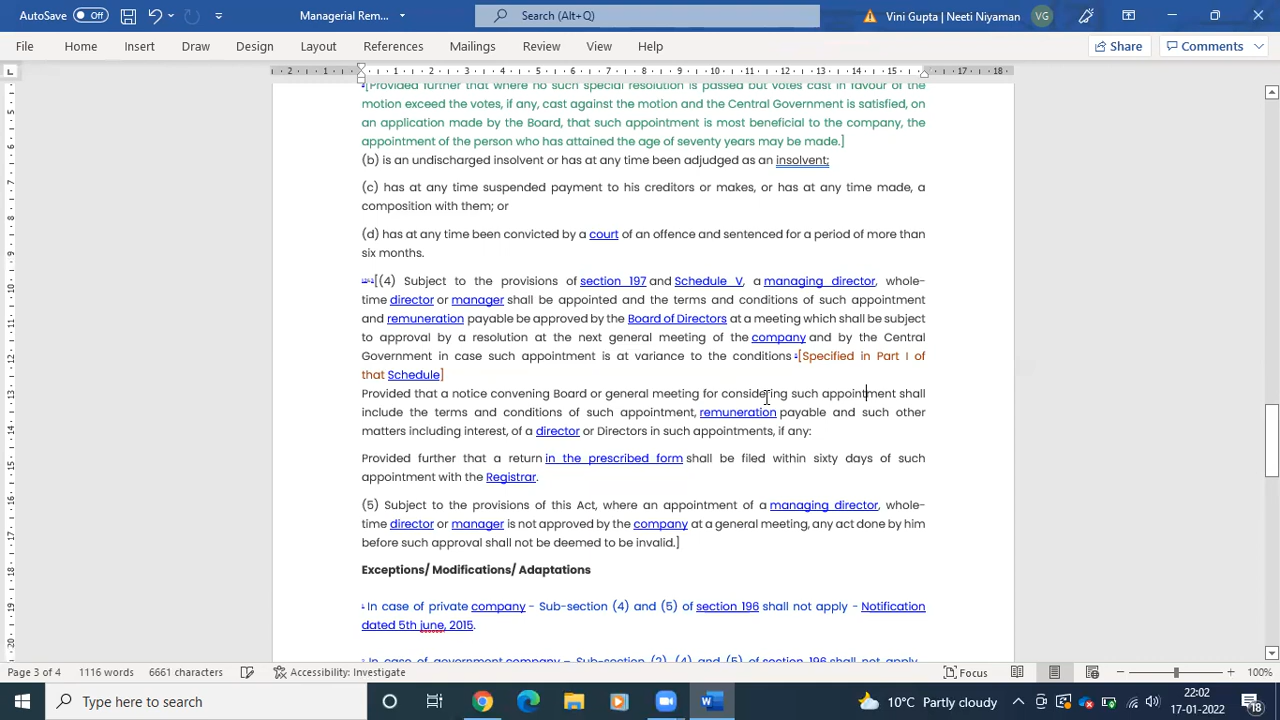 AutoSave Off Managerial Rem... Search (Alt+Q) Vini Gupta | Neeti Niyaman VG
File Home Insert Draw Design Layout References Mailings Review View Help Share Comments
2 1 1 2 3 4 5 6 7 8 9 10 11 12 13 14 15 17 18
[Provided further that where no such special resolution is passed but votes cast in favour of the
motion exceed the votes, if any, cast against the motion and the Central Government is satisfied, on
an application made by the Board, that such appointment is most beneficial to the company, the
appointment of the person who has attained the age of seventy years may be made.]
(b) is an undischarged insolvent or has at any time been adjudged as an insolvent;
(c) has at any time suspended payment to his creditors or makes, or has at any time made, a
composition with them; or
(d) has at any time been convicted by a court of an offence and sentenced for a period of more than
six months.
[(4) Subject to the provisions of section 197 and Schedule V, a managing director, whole-
time director or manager shall be appointed and the terms and conditions of such appointment
and remuneration payable be approved by the Board of Directors at a meeting which shall be subject
to approval by a resolution at the next general meeting of the company and by the Central
Government in case such appointment is at variance to the conditions [Specified in Part I of
that Schedule]
Provided that a notice convening Board or general meeting for considering such appointment shall
include the terms and conditions of such appointment, remuneration payable and such other
matters including interest, of a director or Directors in such appointments, if any:
Provided further that a return in the prescribed form shall be filed within sixty days of such
appointment with the Registrar.
(5) Subject to the provisions of this Act, where an appointment of a managing director, whole-
time director or manager is not approved by the company at a general meeting, any act done by him
before such approval shall not be deemed to be invalid.]
Exceptions/ Modifications/ Adaptations
In case of private company - Sub-section (4) and (5) of section 196 shall not apply - Notification
dated 5th june, 2015.
In case of government company – Sub-section (2), (4) and (5) of section 196 shall not apply
Page 3 of 4 1116 words 6661 characters Accessibility: Investigate Focus 100%
Type here to search 10°C Partly cloudy 22:02
17-01-2022 18